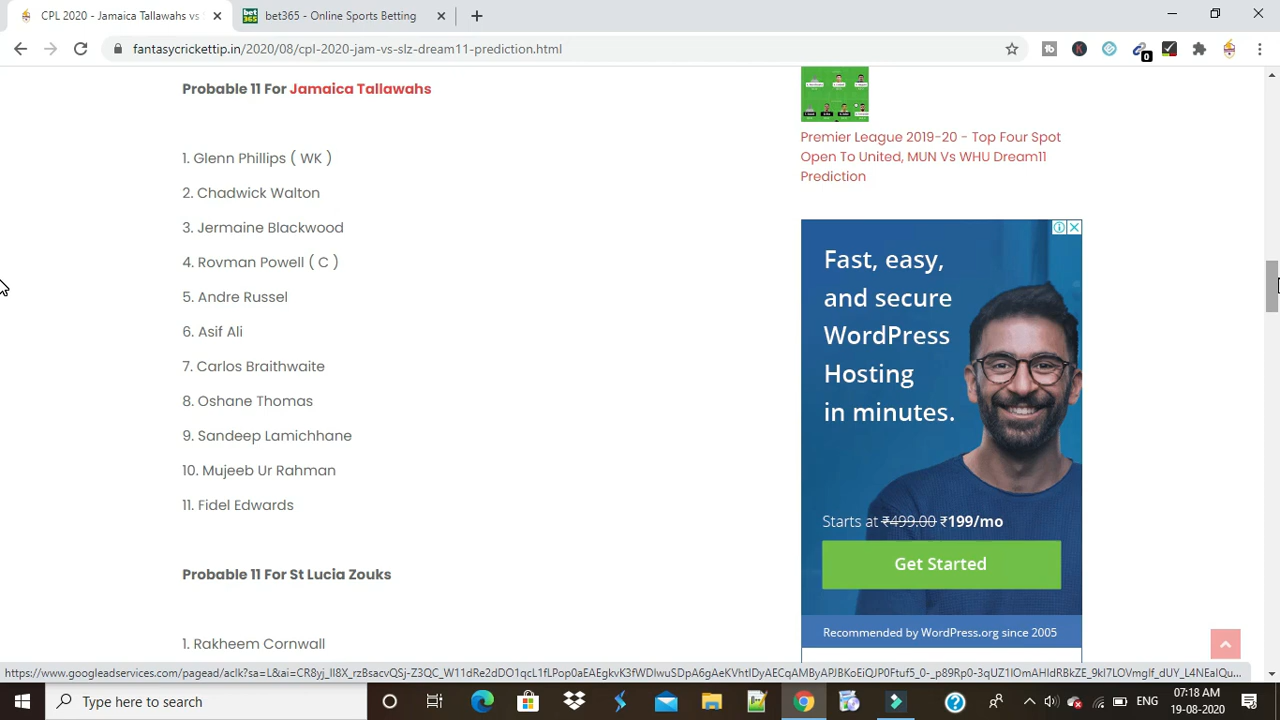 CPL 2020 - Jamaica Tallawahs vs
bet365 - Online Sports Betting
fantasycrickettip.in/2020/08/cpl-2020-jam-vs-slz-dream11-prediction.html
0
Probable 11 For Jamaica Tallawahs
1. Glenn Phillips ( WK )
2. Chadwick Walton
3. Jermaine Blackwood
4. Rovman Powell ( C )
5. Andre Russel
6. Asif Ali
7. Carlos Braithwaite
8. Oshane Thomas
9. Sandeep Lamichhane
10. Mujeeb Ur Rahman
11. Fidel Edwards
Probable 11 For St Lucia Zouks
1. Rakheem Cornwall
Premier League 2019-20 - Top Four Spot
Open To United, MUN Vs WHU Dream11
Prediction
Fast, easy,
and secure
WordPress
Hosting
in minutes.
Starts at ₹499.00 ₹199/mo
Get Started
Recommended by WordPress.org since 2005
Type here to search
ENG
07:18 AM
19-08-2020